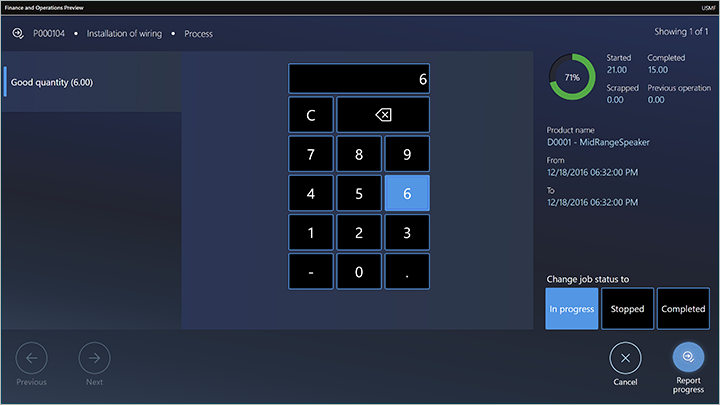 Finance and Operations Preview
USMF
P000104 • Installation of wiring • Process
Showing 1 of 1
Good quantity (6.00)
6
C
7 8 9
4 5 6
1 2 3
- 0 .
71%
Started Completed
21.00 15.00
Scrapped Previous operation
0.00 0.00
Product name
D0001 - MidRangeSpeaker
From
12/18/2016 06:32:00 PM
To
12/18/2016 06:32:00 PM
Change job status to
In progress Stopped Completed
Previous
Next
Cancel
Report
progress